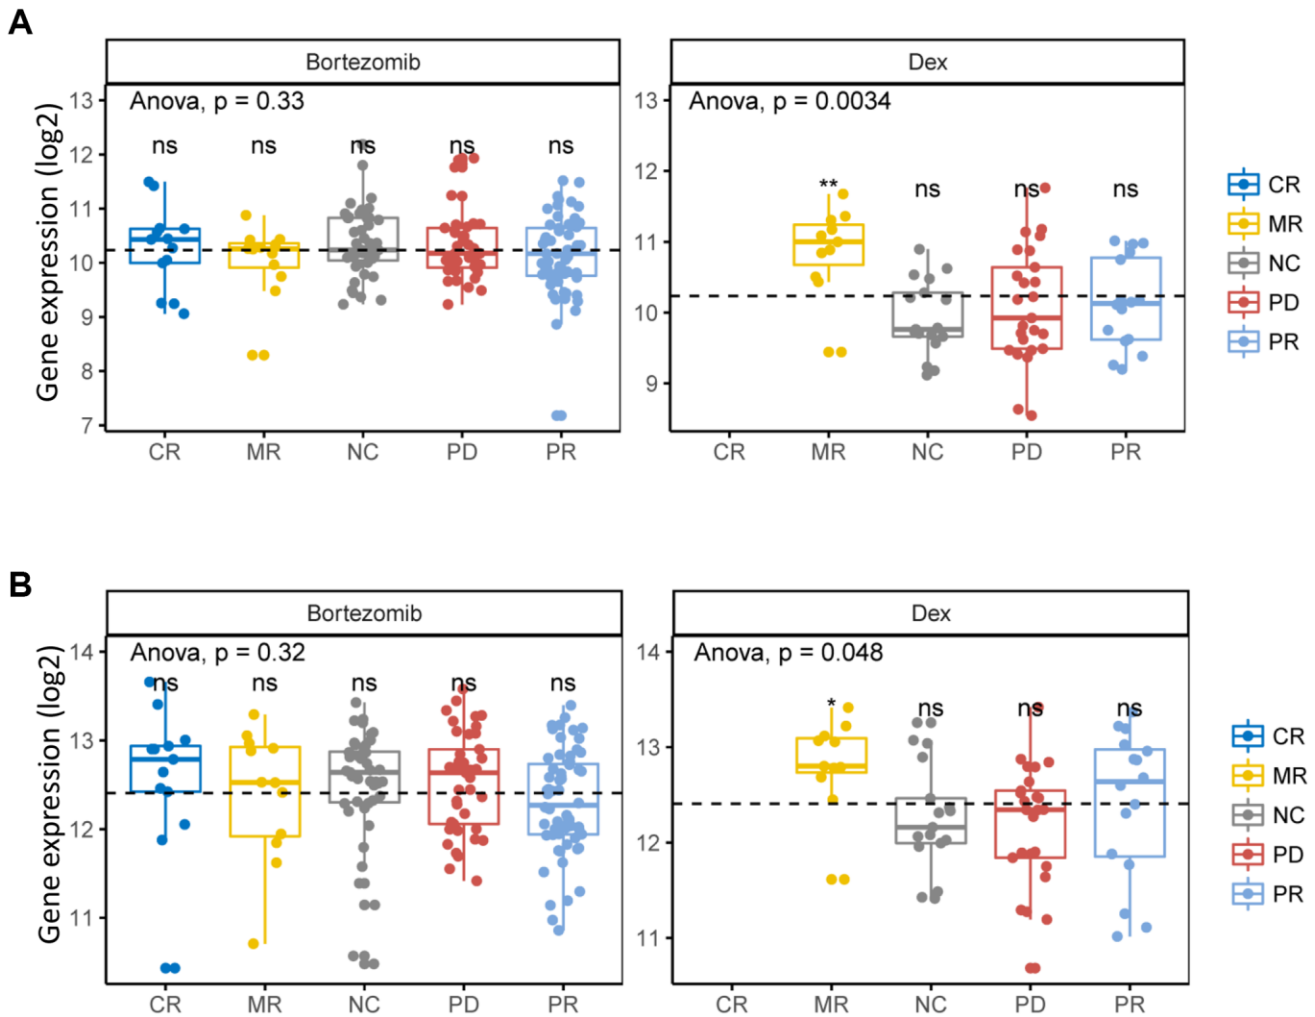 A
Bortezomib
Dex
Gene expression (log2)
13
12
11
10
9
8
7
Anova, p = 0.33
ns
ns
ns
ns
ns
CR
MR
NC
PD
PR
13
12
11
10
9
Anova, p = 0.0034
**
ns
ns
ns
CR
MR
NC
PD
PR
CR
MR
NC
PD
PR
B
Bortezomib
Dex
Gene expression (log2)
14
13
12
11
Anova, p = 0.32
ns
ns
ns
ns
ns
CR
MR
NC
PD
PR
14
13
12
11
Anova, p = 0.048
*
ns
ns
ns
CR
MR
NC
PD
PR
CR
MR
NC
PD
PR